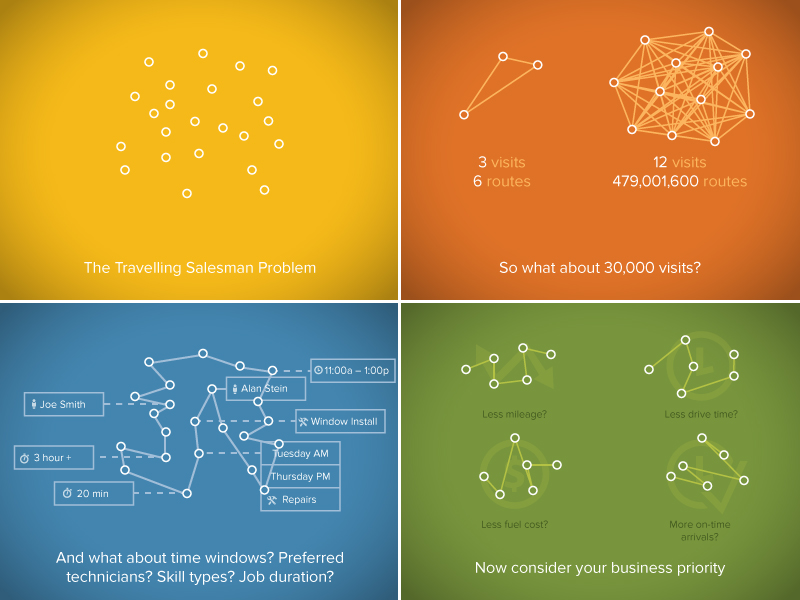 The Travelling Salesman Problem
3 visits
6 routes
12 visits
479,001,600 routes
So what about 30,000 visits?
11:00a – 1:00p
Alan Stein
Joe Smith
Window Install
Tuesday AM
3 hour +
Thursday PM
20 min
Repairs
And what about time windows? Preferred
technicians? Skill types? Job duration?
Less mileage?
Less drive time?
Less fuel cost?
More on-time
arrivals?
Now consider your business priority